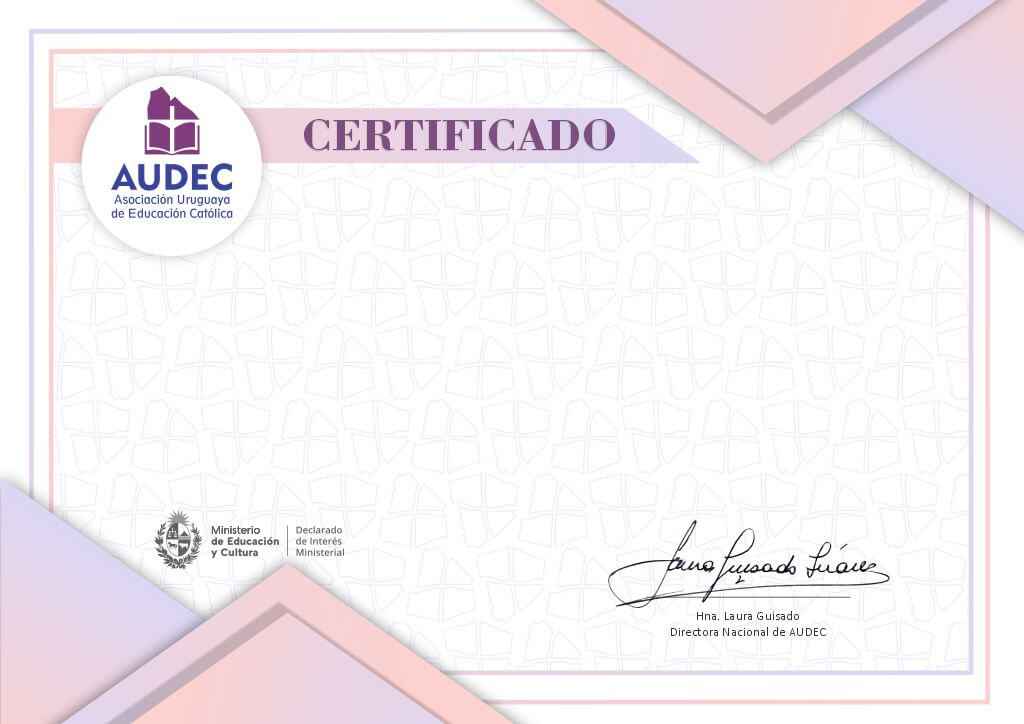 CERTIFICADO
AUDEC
Asociación Uruguaya
de Educación Católica
Ministerio
de Educación
y Cultura
Declarado
de Interés
Ministerial
Laura Guisado Suárez
Hna. Laura Guisado
Directora Nacional de AUDEC